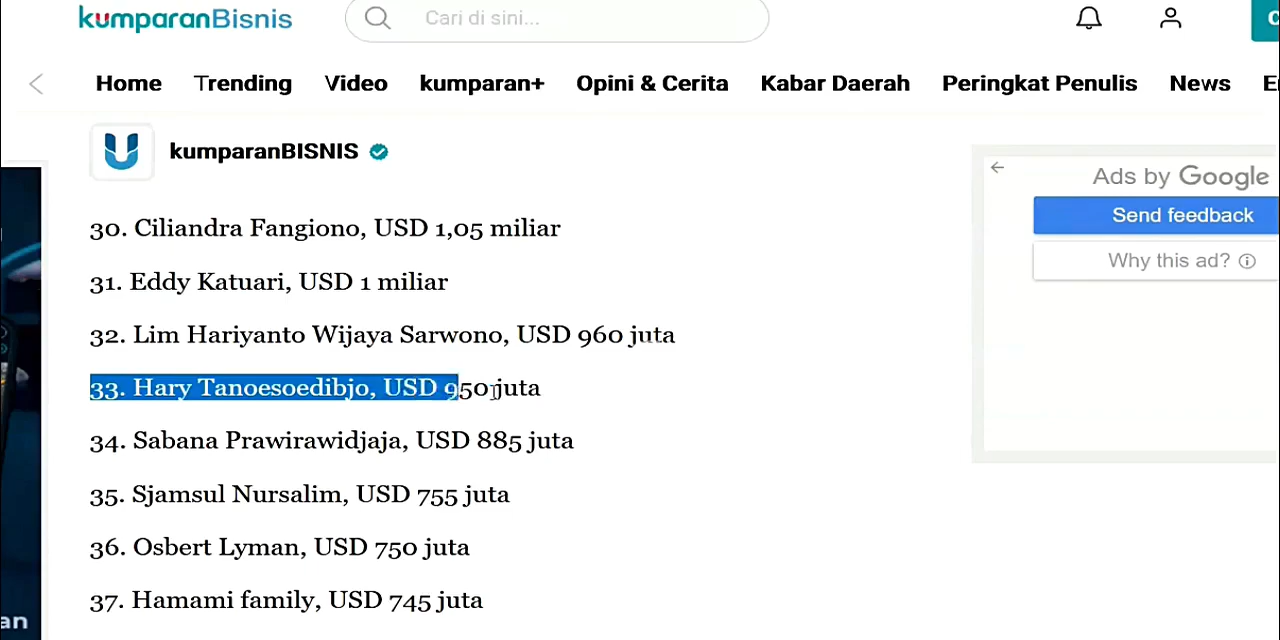 kumparanBISNIS
Cari di sini...
Home Trending Video kumparan+ Opini & Cerita Kabar Daerah Peringkat Penulis News
kumparanBISNIS
30. Ciliandra Fangiono, USD 1,05 miliar
31. Eddy Katuari, USD 1 miliar
32. Lim Hariyanto Wijaya Sarwono, USD 960 juta
33. Hary Tanoesoedibjo, USD 950 juta
34. Sabana Prawirawidjaja, USD 885 juta
35. Sjamsul Nursalim, USD 755 juta
36. Osbert Lyman, USD 750 juta
37. Hamami family, USD 745 juta
Ads by Google
Send feedback
Why this ad?
an